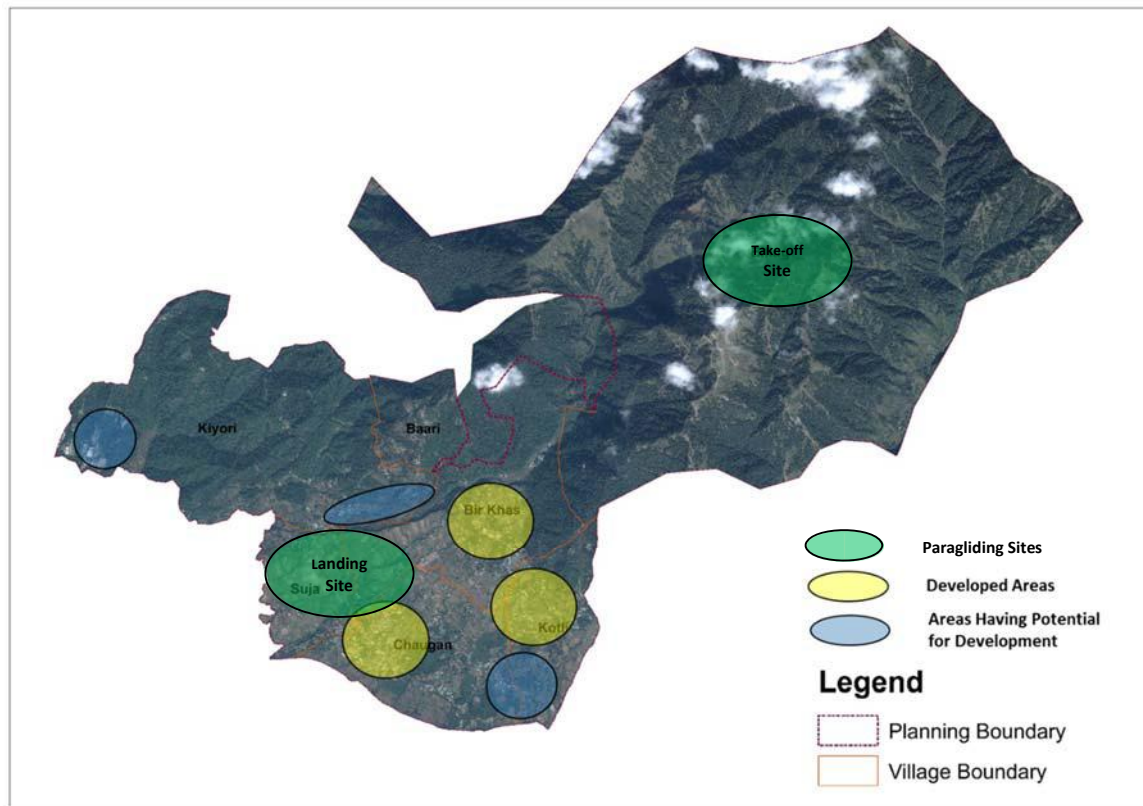 Take-off
Site
Kiyori
Baari
Bir Khas
Landing
Site
Suja
Kotli
Chaugan
Paragliding Sites
Developed Areas
Areas Having Potential
for Development
Legend
Planning Boundary
Village Boundary